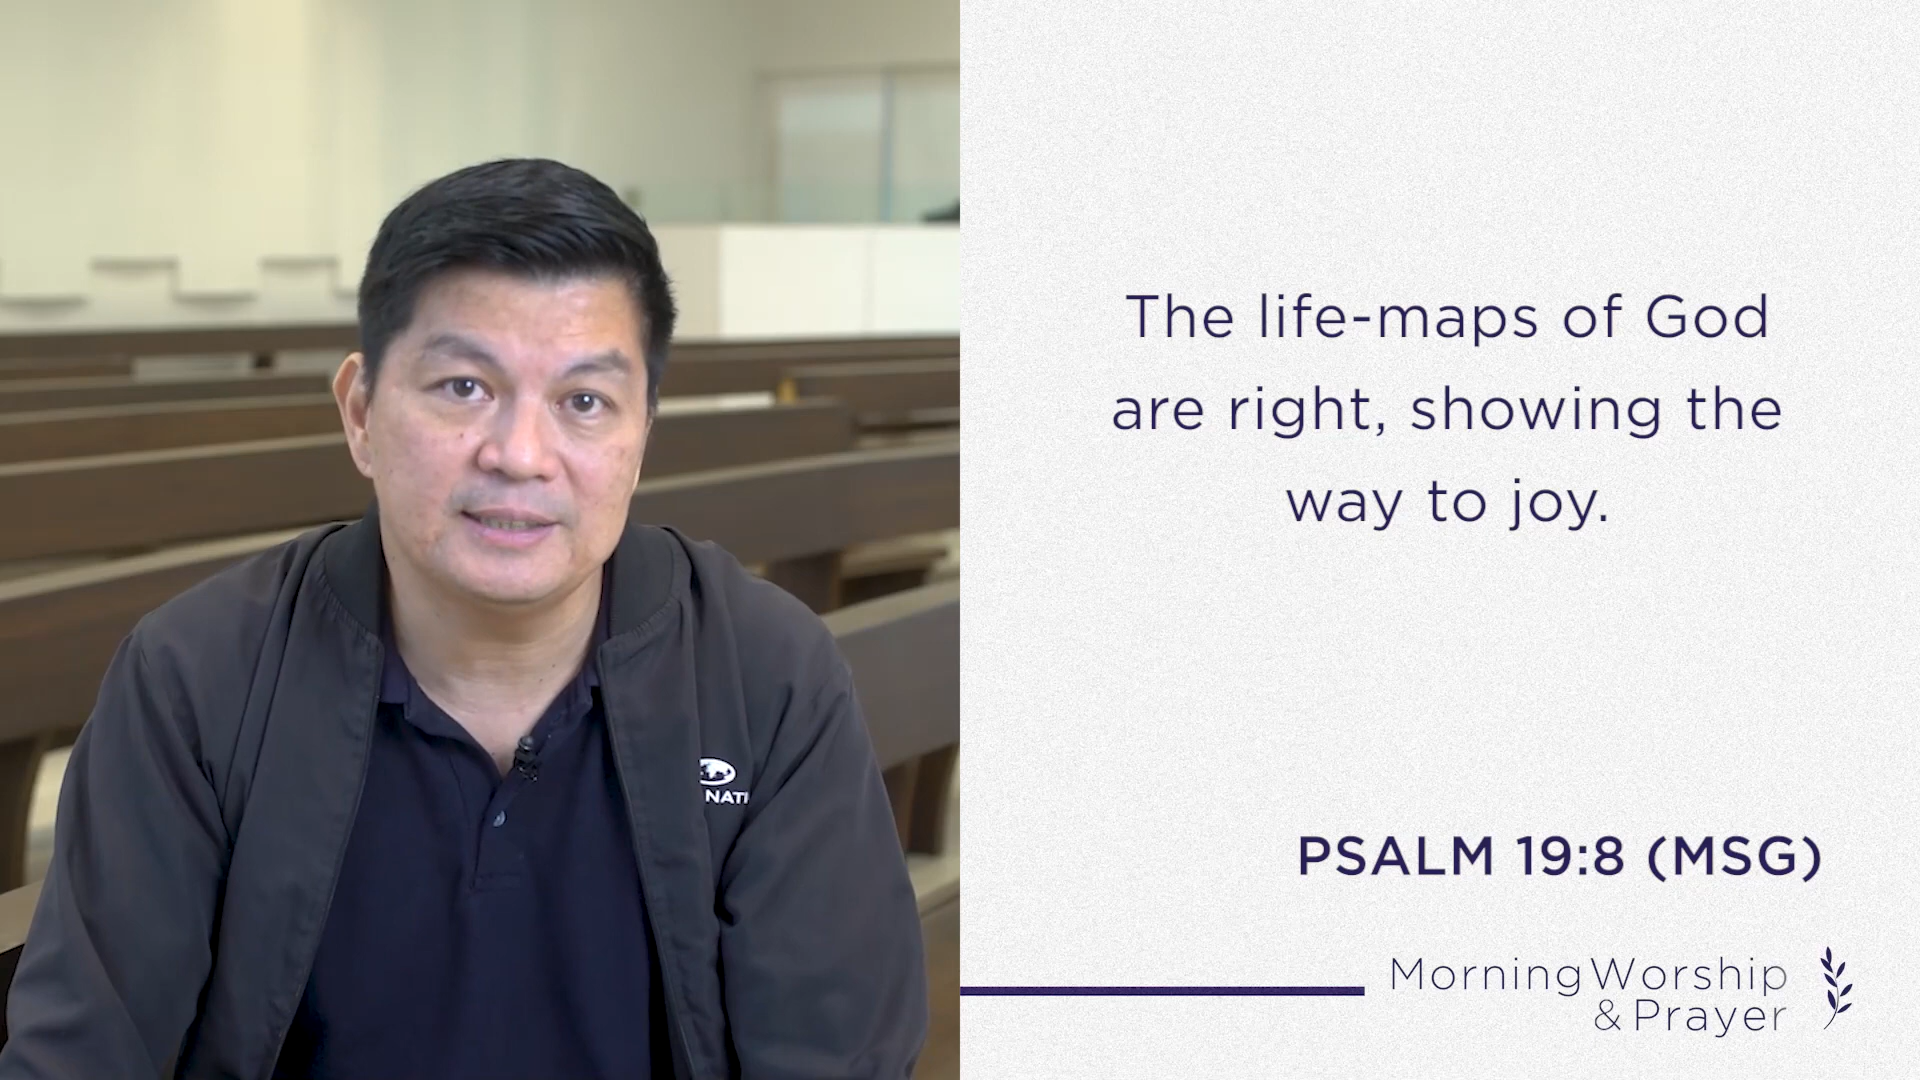 The life-maps of God
are right, showing the
way to joy.
PSALM 19:8 (MSG)
Morning Worship
& Prayer
NATI